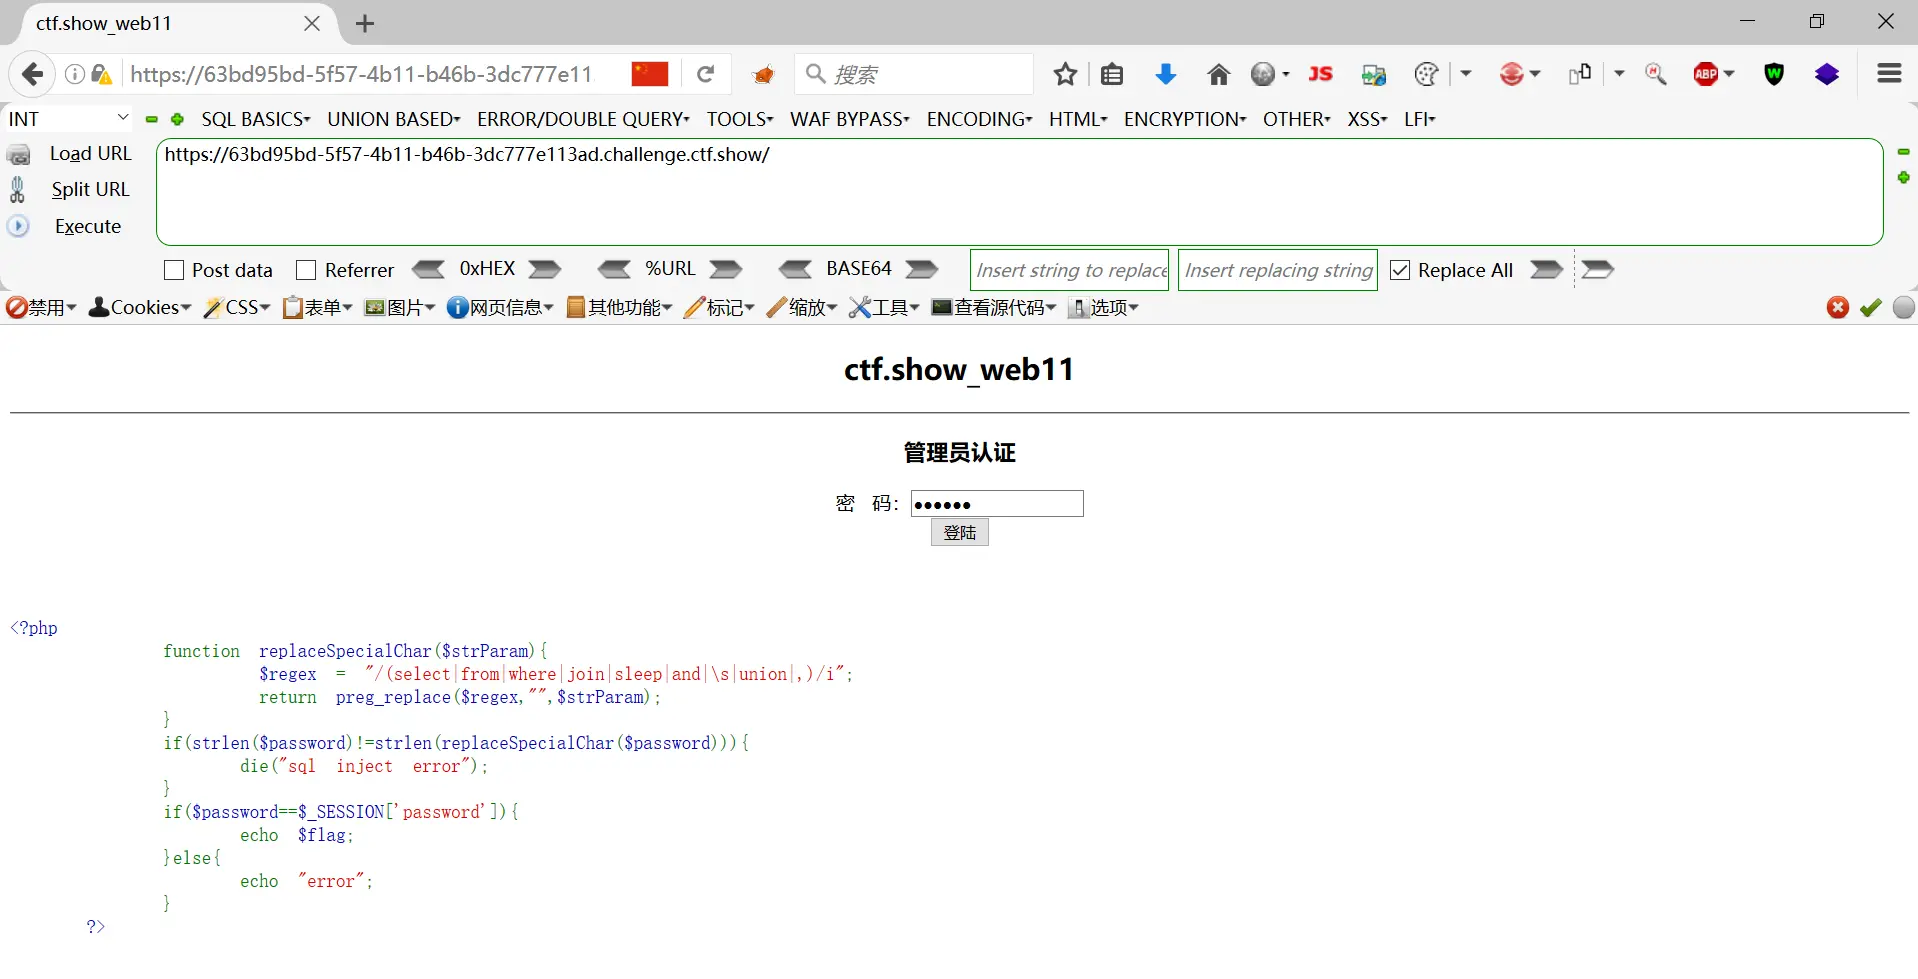 ctf.show_web11
https://63bd95bd-5f57-4b11-b46b-3dc777e11
搜索
JS
ABP
W
INT
SQL BASICS UNION BASED ERROR/DOUBLE QUERY TOOLS WAF BYPASS ENCODING HTML ENCRYPTION OTHER XSS LFI
Load URL
https://63bd95bd-5f57-4b11-b46b-3dc777e113ad.challenge.ctf.show/
Split URL
Execute
Post data Referrer 0xHEX %URL BASE64 Insert string to replace Insert replacing string Replace All
禁用 Cookies CSS 表单 图片 网页信息 其他功能 标记 缩放 工具 查看源代码 选项
ctf.show_web11
管理员认证
密 码：
登陆
<?php
function replaceSpecialChar($strParam){
$regex = "/(select|from|where|join|sleep|and|\s|union|,)/i";
return preg_replace($regex,"",$strParam);
}
if(strlen($password)!=strlen(replaceSpecialChar($password))){
die("sql inject error");
}
if($password==$_SESSION['password']){
echo $flag;
}else{
echo "error";
}
?>